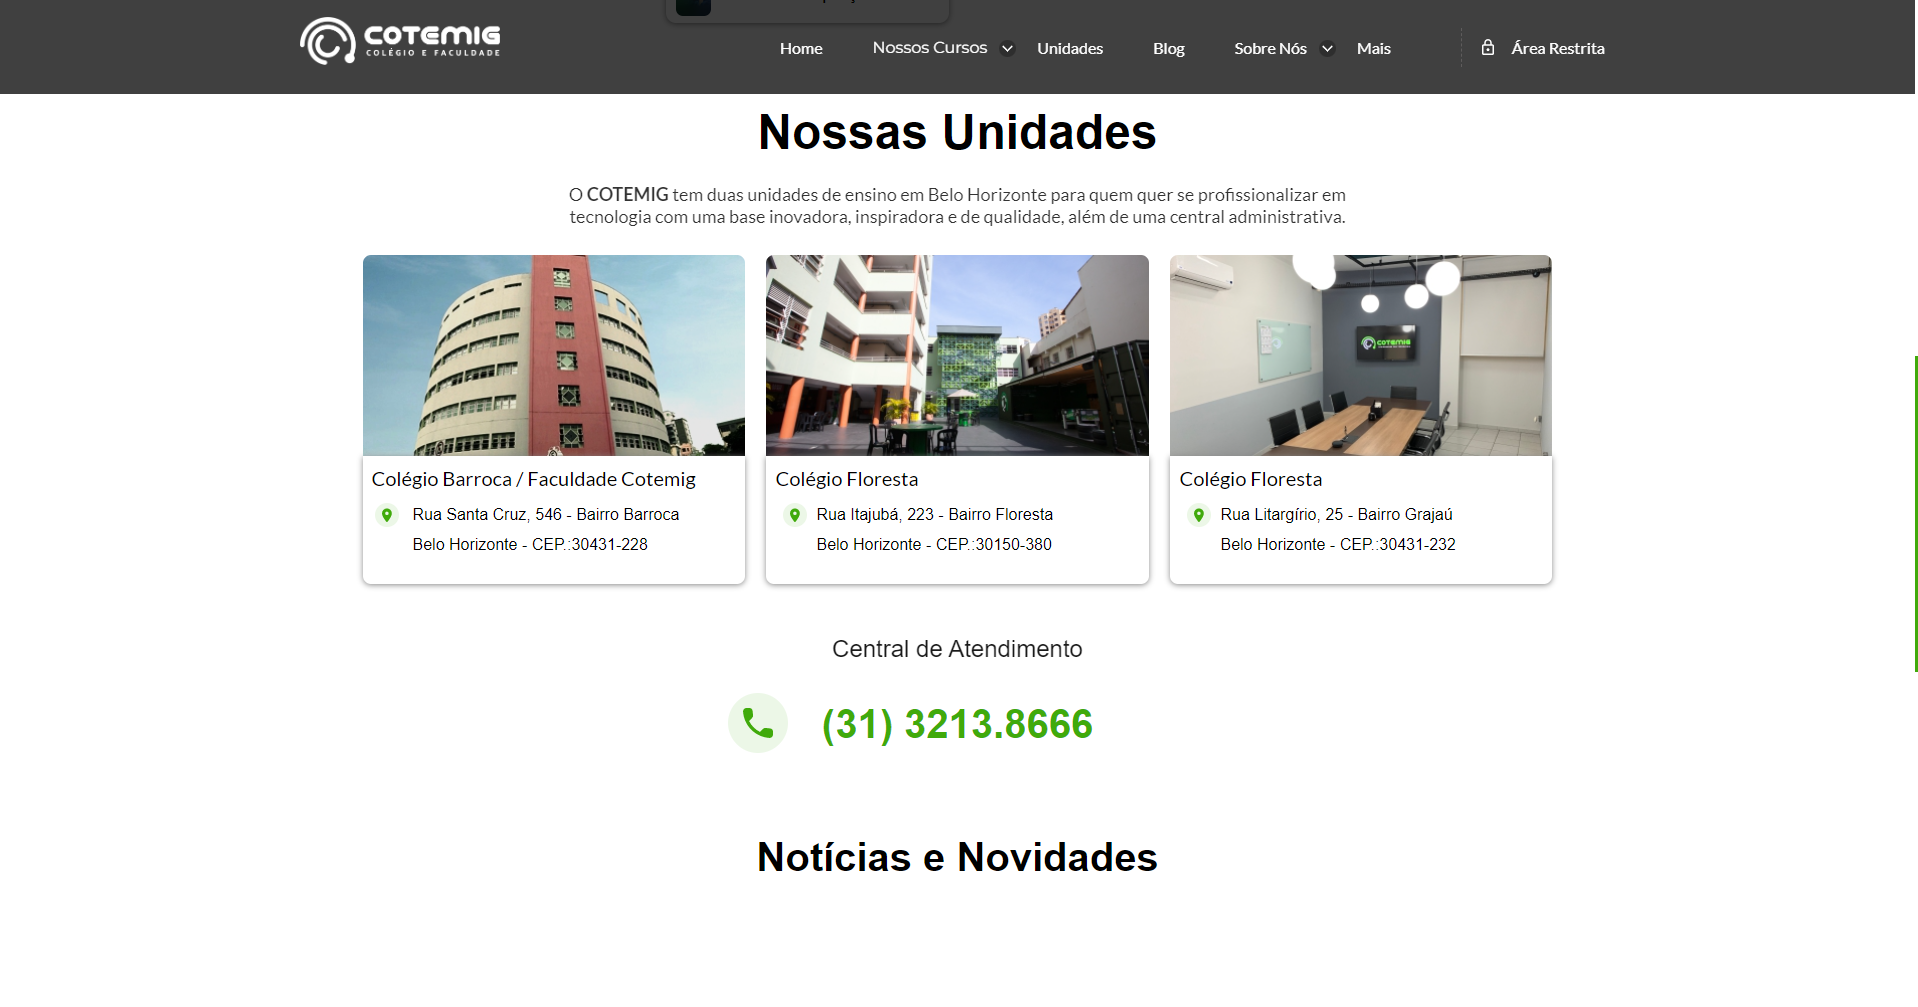 COTEMIG
COLÉGIO E FACULDADE
Home
Nossos Cursos
Unidades
Blog
Sobre Nós
Mais
Área Restrita
Nossas Unidades
O COTEMIG tem duas unidades de ensino em Belo Horizonte para quem quer se profissionalizar em
tecnologia com uma base inovadora, inspiradora e de qualidade, além de uma central administrativa.
COTEMIG
Colégio Barroca / Faculdade Cotemig
Rua Santa Cruz, 546 - Bairro Barroca
Belo Horizonte - CEP.:30431-228
Colégio Floresta
Rua Itajubá, 223 - Bairro Floresta
Belo Horizonte - CEP.:30150-380
Colégio Floresta
Rua Litargírio, 25 - Bairro Grajaú
Belo Horizonte - CEP.:30431-232
Central de Atendimento
(31) 3213.8666
Notícias e Novidades